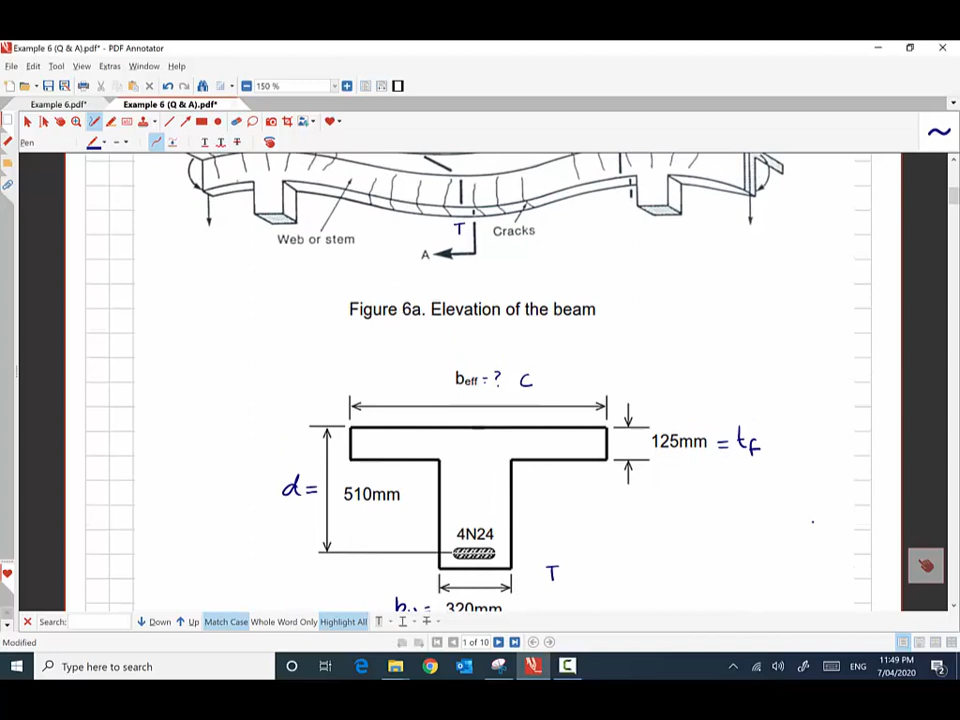 Example 6 (Q & A).pdf* - PDF Annotator
File Edit Tool View Extras Window Help
150 %
Example 6.pdf* Example 6 (Q & A).pdf*
Pen
Web or stem
T
Cracks
A
Figure 6a. Elevation of the beam
beff = ? C
125mm = tf
d = 510mm
4N24
T
320mm
Search: Down Up Match Case Whole Word Only Highlight All
Modified
1 of 10
Type here to search
ENG
11:49 PM
7/04/2020
2